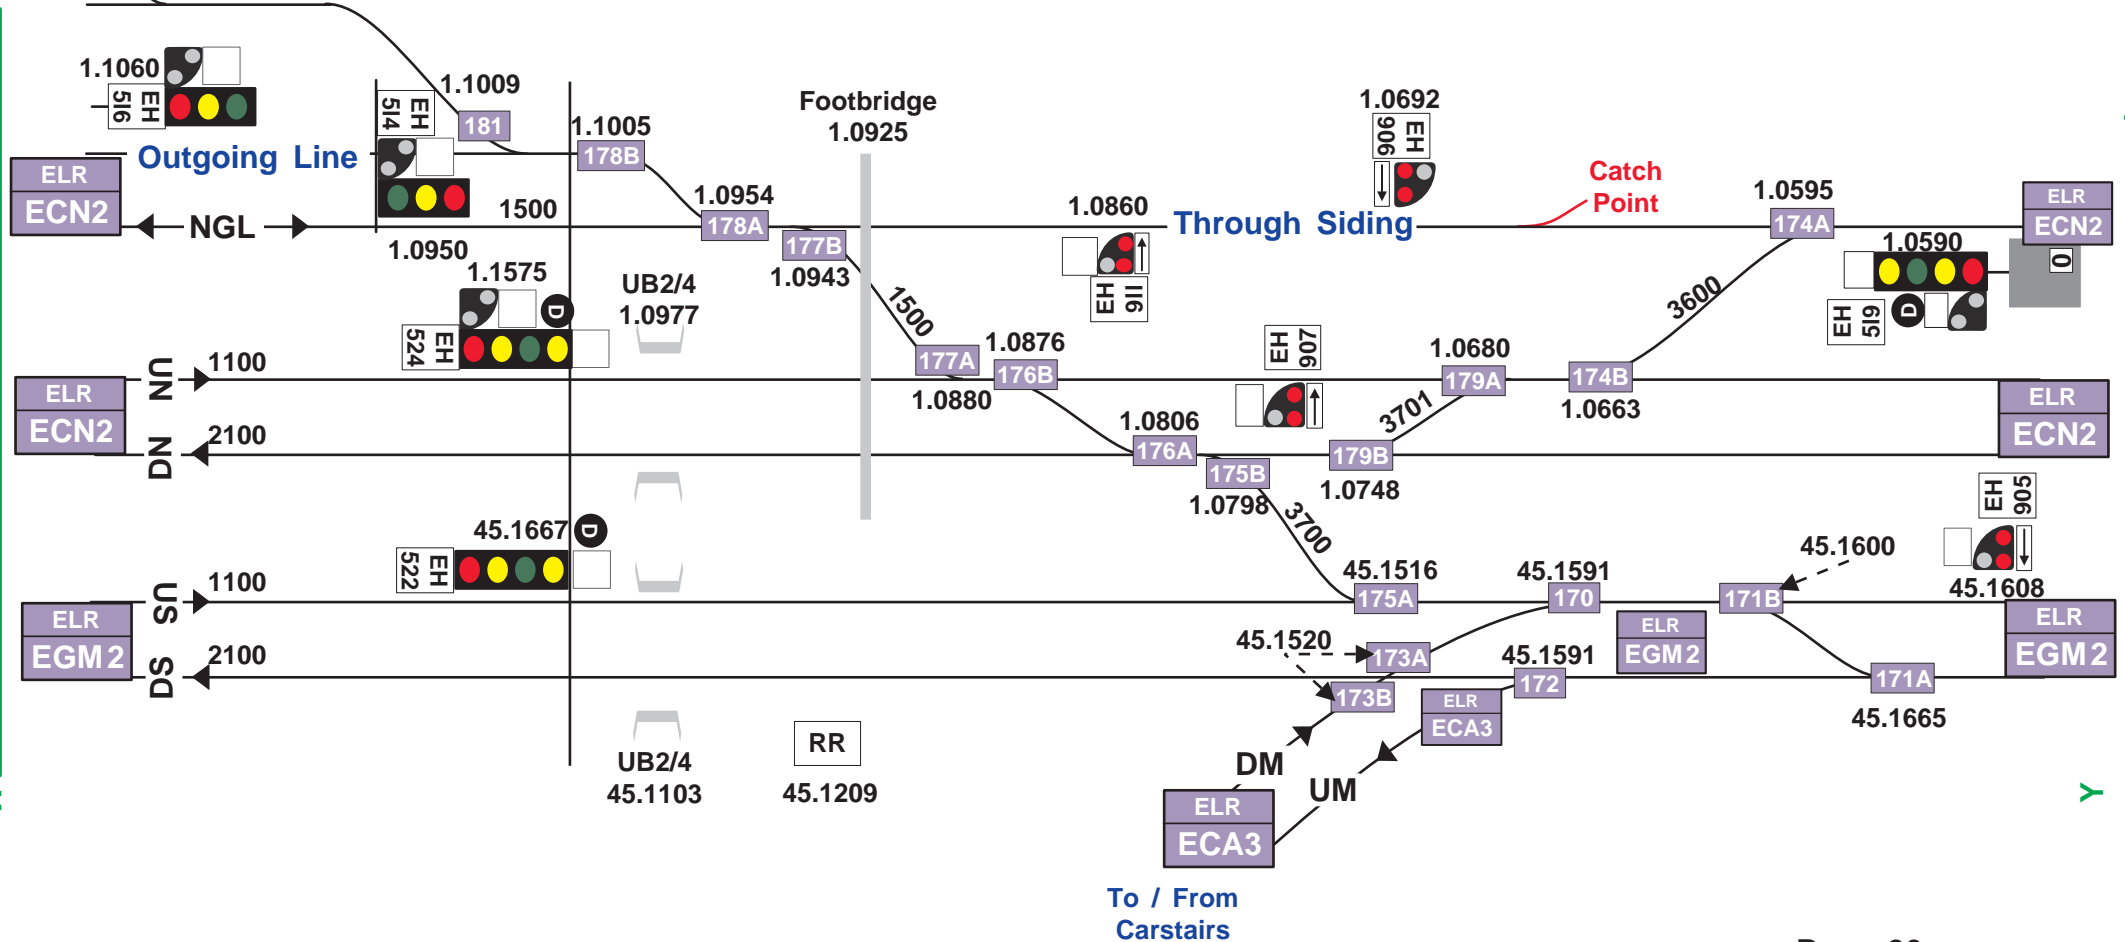 1.1060
EH
516
EH
514
1.1009
181
Outgoing Line
1.1005
178B
Footbridge
1.0925
1.0692
EH
906
Catch
Point
ELR
ECN2
NGL
1500
1.0954
178A
177B
1.0943
1.0860
Through Siding
1.0595
174A
ELR
ECN2
1.0950
1.1575
D
EH
524
UB2/4
1.0977
EH
911
1.0590
0
D
EH
519
1500
3600
UN
1100
177A
1.0880
1.0876
176B
EH
907
1.0680
179A
174B
1.0663
ELR
ECN2
DN
2100
1.0806
176A
3701
179B
1.0748
ELR
ECN2
175B
1.0798
3700
45.1667
D
EH
522
EH
905
45.1600
45.1608
US
1100
45.1516
175A
45.1591
170
171B
ELR
EGM2
ELR
EGM2
ELR
EGM2
DS
2100
45.1520
173A
173B
45.1591
172
171A
45.1665
ELR
ECA3
UB2/4
45.1103
RR
45.1209
DM
UM
ELR
ECA3
Y
To / From
Carstairs